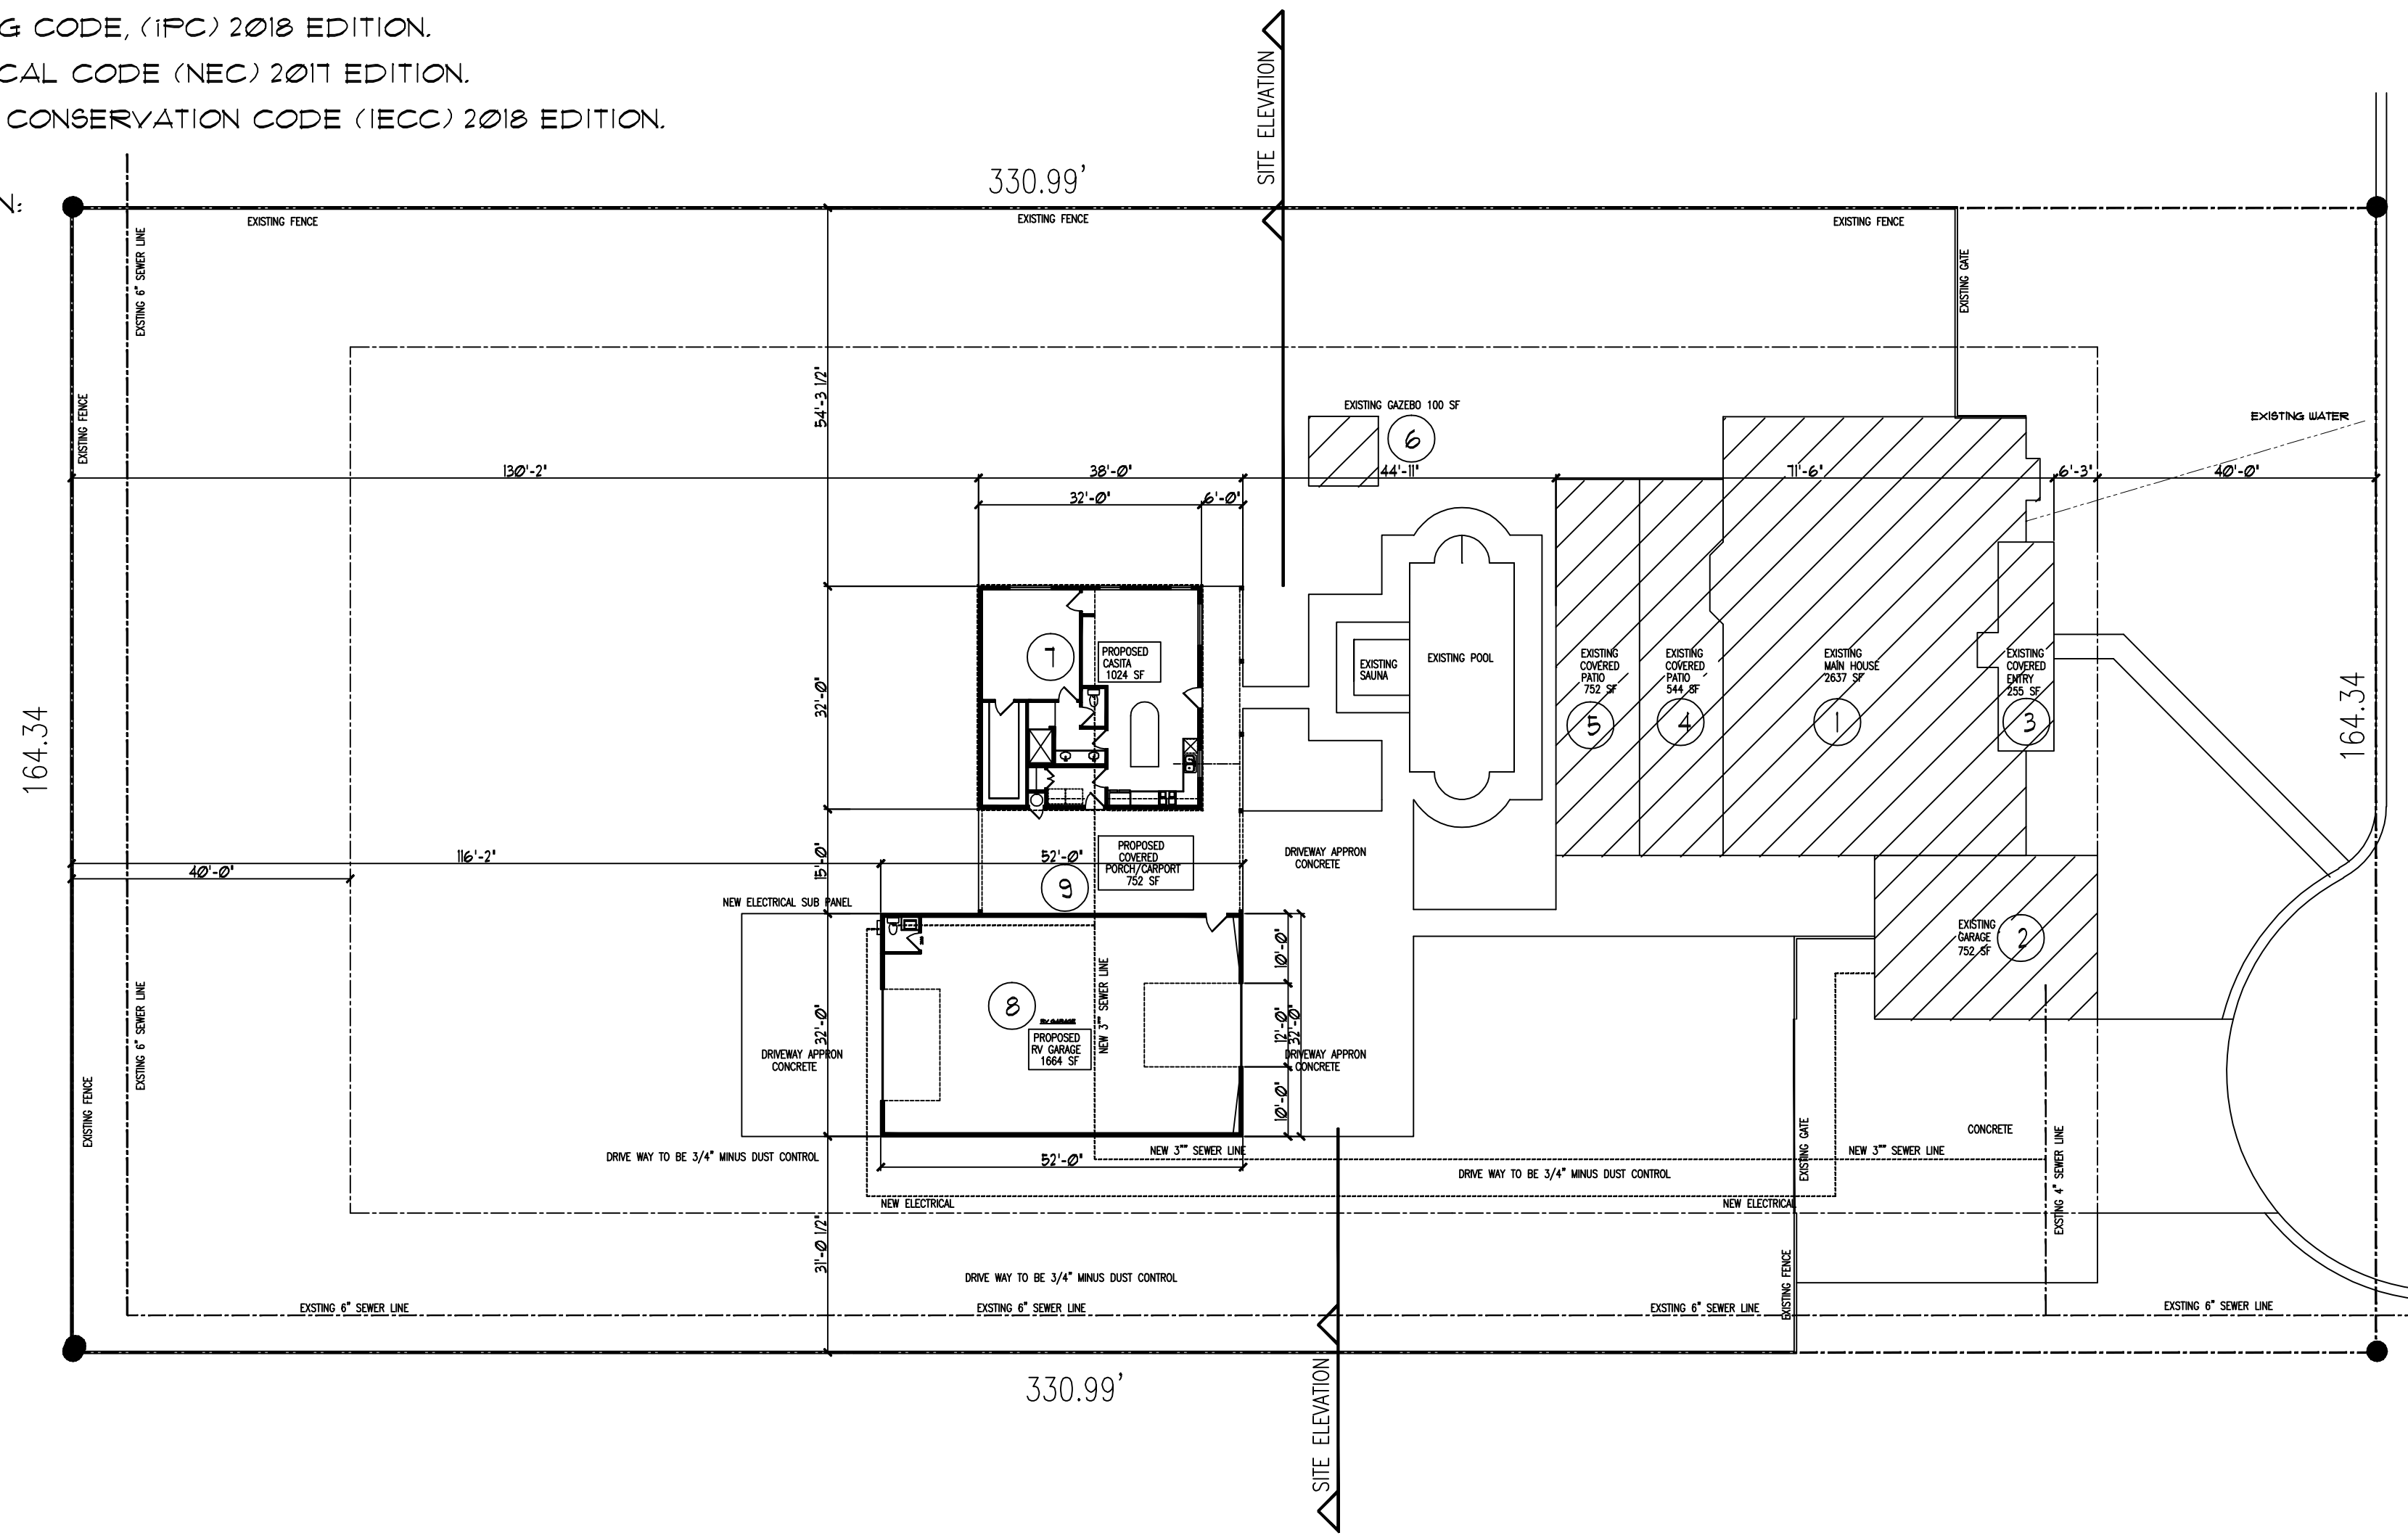 G CODE, (IPC) 2018 EDITION.
CAL CODE (NEC) 2017 EDITION.
CONSERVATION CODE (IECC) 2018 EDITION.
N:
SITE ELEVATION
330.99'
EXISTING FENCE
EXISTING FENCE
EXISTING FENCE
EXSTING 6" SEWER LINE
EXISTING GATE
EXISTING FENCE
54'-3 1/2"
EXISTING GAZEBO 100 SF
6
EXISTING WATER
130'-2"
38'-0"
44'-11"
71'-6"
6'-3"
40'-0"
32'-0"
6'-0"
7
PROPOSED
CASITA
1024 SF
EXISTING
SAUNA
EXISTING POOL
EXISTING
COVERED
PATIO
752 SF
5
EXISTING
COVERED
PATIO
544 SF
4
EXISTING
MAIN HOUSE
2637 SF
1
EXISTING
COVERED
ENTRY
255 SF
3
164.34
32'-0"
164.34
116'-2"
40'-0"
15'-0"
52'-0"
PROPOSED
COVERED
PORCH/CARPORT
752 SF
9
DRIVEWAY APPRON
CONCRETE
NEW ELECTRICAL SUB PANEL
EXISTING
GARAGE
752 SF
2
10'-0"
12'-0"
32'-0"
10'-0"
8
RV GARAGE
PROPOSED
RV GARAGE
1664 SF
NEW 3"" SEWER LINE
32'-0"
DRIVEWAY APPRON
CONCRETE
DRIVEWAY APPRON
CONCRETE
EXSTING 6" SEWER LINE
EXISTING FENCE
DRIVE WAY TO BE 3/4" MINUS DUST CONTROL
52'-0"
NEW 3"" SEWER LINE
DRIVE WAY TO BE 3/4" MINUS DUST CONTROL
EXISTING GATE
NEW 3"" SEWER LINE
CONCRETE
EXSTING 4" SEWER LINE
NEW ELECTRICAL
NEW ELECTRICAL
31'-0 1/2"
DRIVE WAY TO BE 3/4" MINUS DUST CONTROL
EXISTING FENCE
EXSTING 6" SEWER LINE
EXSTING 6" SEWER LINE
EXSTING 6" SEWER LINE
EXSTING 6" SEWER LINE
330.99'
SITE ELEVATION